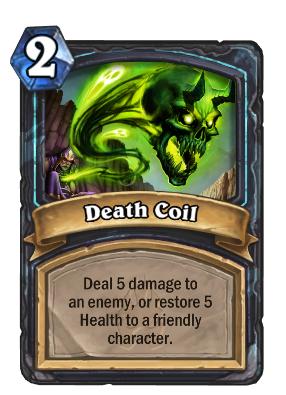 2
Death Coil
Deal 5 damage to
an enemy, or restore 5
Health to a friendly
character.